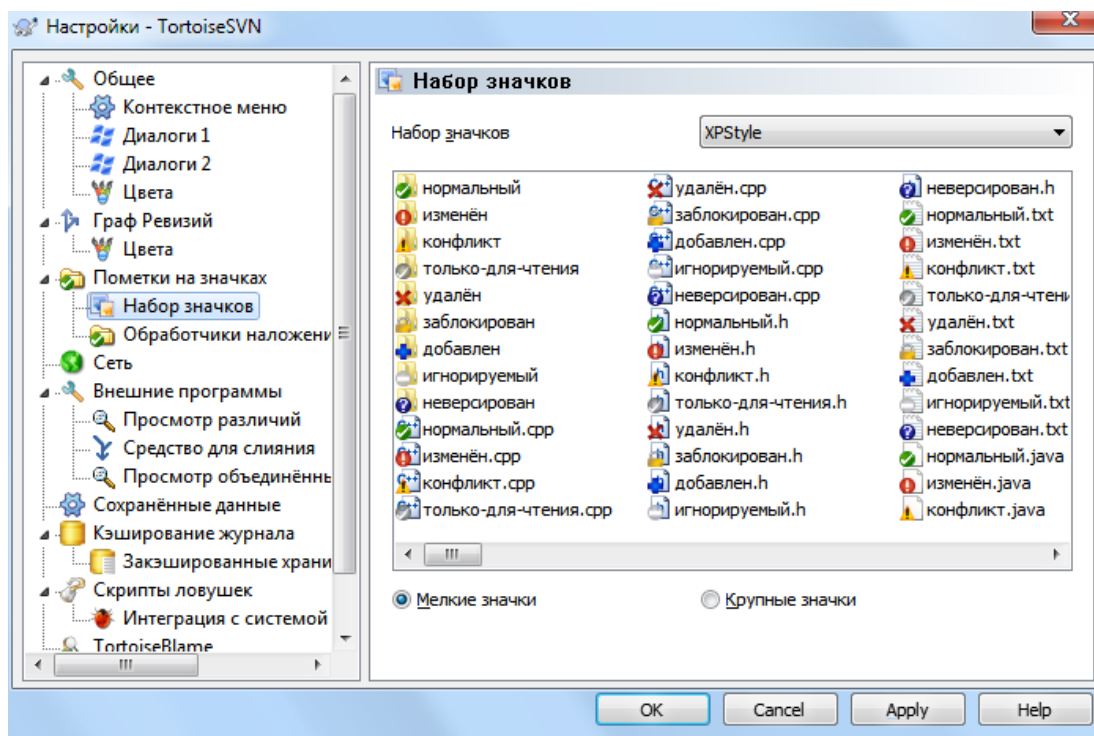 Настройки - TortoiseSVN
Общее
Контекстное меню
Диалоги 1
Диалоги 2
Цвета
Граф Ревизий
Цвета
Пометки на значках
Набор значков
Обработчики наложени
Сеть
Внешние программы
Просмотр различий
Средство для слияния
Просмотр объединённь
Сохранённые данные
Кэширование журнала
Закэшированные храни
Скрипты ловушек
Интеграция с системой
TortoiseBlame
Набор значков
Набор значков
XPStyle
нормальный
изменён
конфликт
только-для-чтения
удалён
заблокирован
добавлен
игнорируемый
неверсирован
нормальный.cpp
изменён.cpp
конфликт.cpp
только-для-чтения.cpp
удалён.cpp
заблокирован.cpp
добавлен.cpp
игнорируемый.cpp
неверсирован.cpp
нормальный.h
изменён.h
конфликт.h
только-для-чтения.h
удалён.h
заблокирован.h
добавлен.h
игнорируемый.h
неверсирован.h
нормальный.txt
изменён.txt
конфликт.txt
только-для-чтени
удалён.txt
заблокирован.txt
добавлен.txt
игнорируемый.txt
неверсирован.txt
нормальный.java
изменён.java
конфликт.java
Мелкие значки
Крупные значки
OK
Cancel
Apply
Help